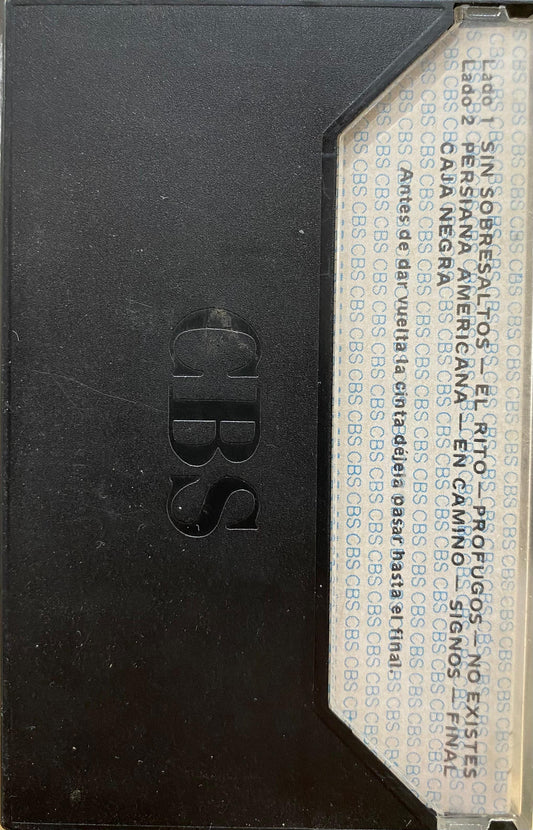 Lado 1 SIN SOBRESALTOS — EL RITO — PROFUGOS — NO EXISTES
Lado 2 PERSIANA AMERICANA — EN CAMINO — SIGNOS — FINAL
CAJA NEGRA
Antes de dar vuelta la cinta déjela pasar hasta el final.
CBS